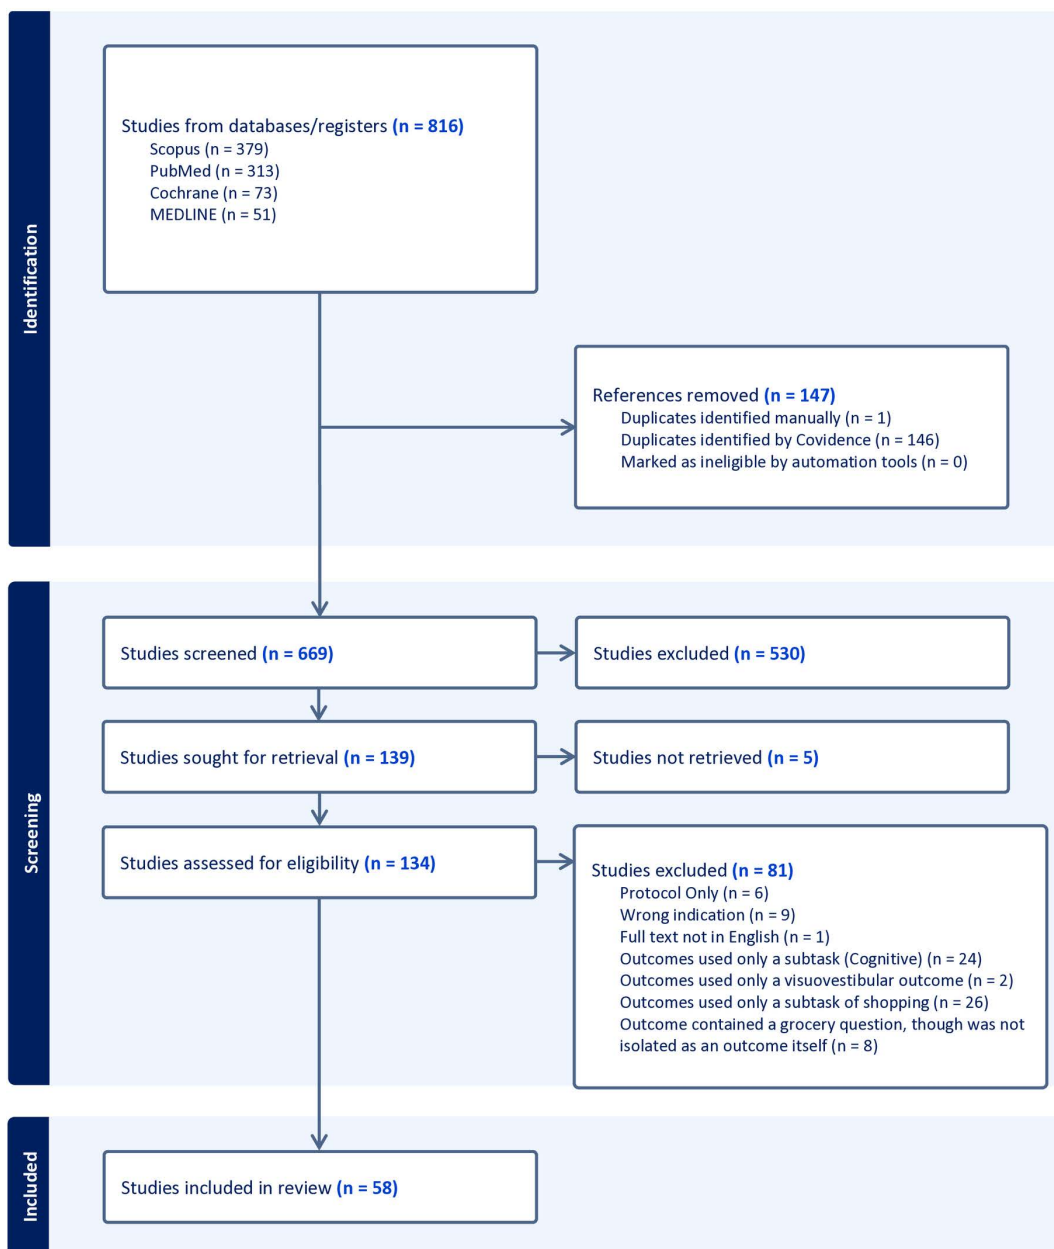 Identification
Studies from databases/registers (n = 816)
Scopus (n = 379)
PubMed (n = 313)
Cochrane (n = 73)
MEDLINE (n = 51)
References removed (n = 147)
Duplicates identified manually (n = 1)
Duplicates identified by Covidence (n = 146)
Marked as ineligible by automation tools (n = 0)
Screening
Studies screened (n = 669)
Studies excluded (n = 530)
Studies sought for retrieval (n = 139)
Studies not retrieved (n = 5)
Studies assessed for eligibility (n = 134)
Studies excluded (n = 81)
Protocol Only (n = 6)
Wrong indication (n = 9)
Full text not in English (n = 1)
Outcomes used only a subtask (Cognitive) (n = 24)
Outcomes used only a visuovestibular outcome (n = 2)
Outcomes used only a subtask of shopping (n = 26)
Outcome contained a grocery question, though was not
isolated as an outcome itself (n = 8)
Included
Studies included in review (n = 58)